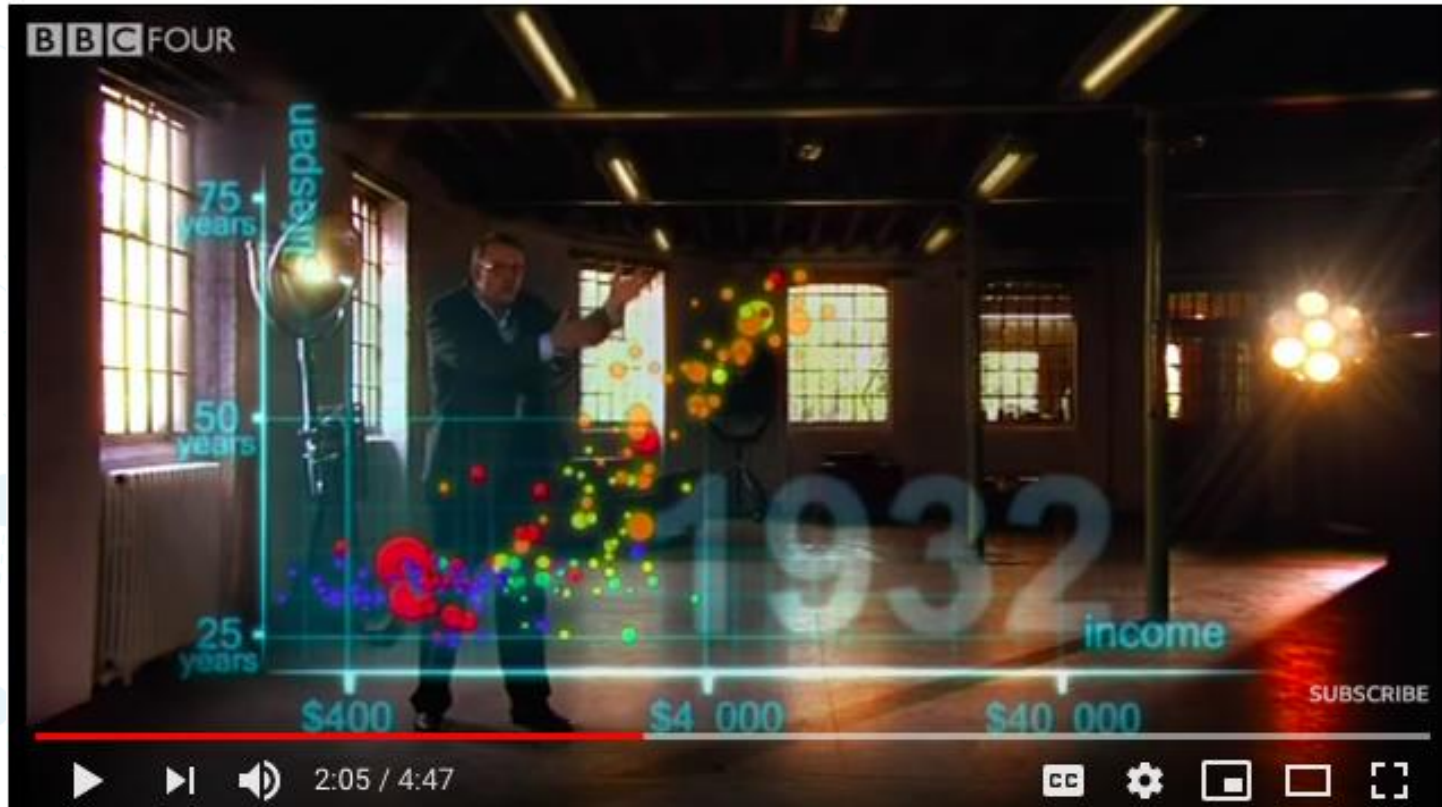 BBC FOUR
lifespan
75
years
50
years
25
years
1932
income
$400
$4 000
$40 000
SUBSCRIBE
2:05 / 4:47
CC